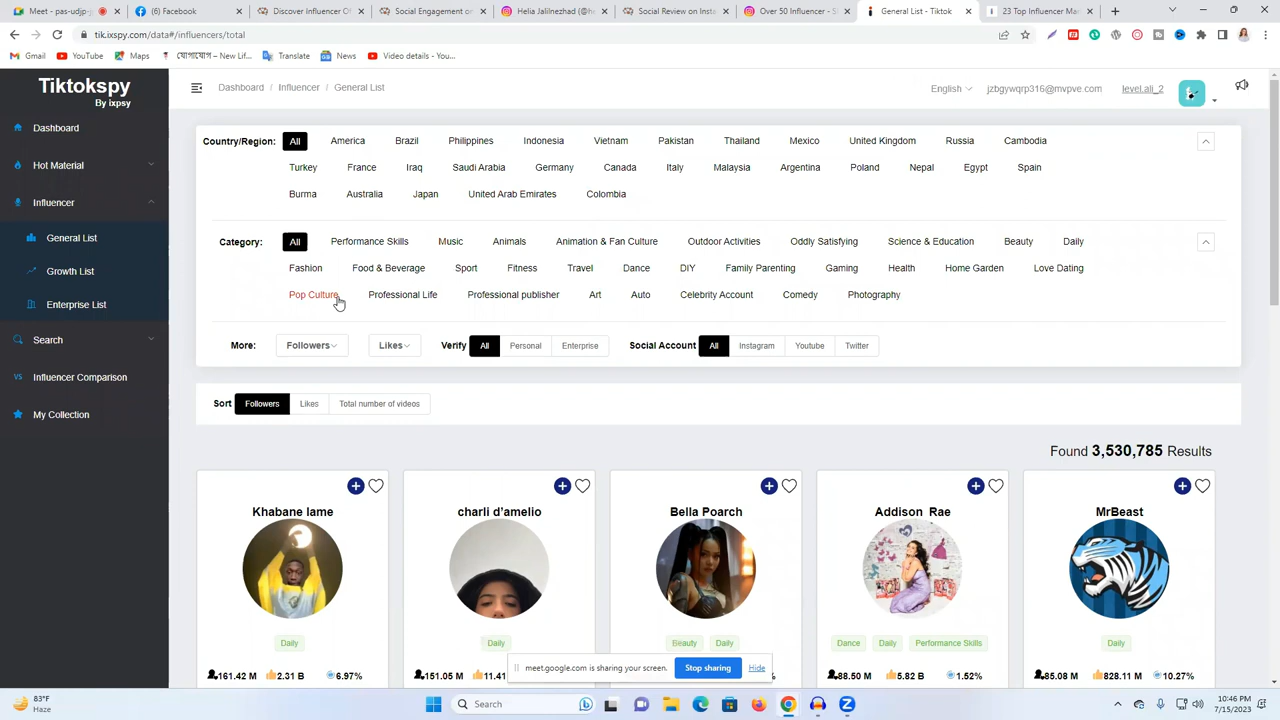 Meet - pas-udjp-m
(1) Facebook
Discover Influencer O
Social Engagement on
Helia Jalilnezhad (@he
Social Review on Insta
Over 50 Influencer - S
General List - Tiktok
23 Top Influencer Mar
tik.ixspy.com/data#/influencers/total
Gmail
YouTube
Maps
যোগাযোগ – New Lif...
Translate
News
Video details - You...
Tiktokspy
By ixpsy
Dashboard / Influencer / General List
English
jzbgywqrp316@mvpve.com
level.ali_2
Dashboard
Hot Material
Influencer
General List
Growth List
Enterprise List
Search
VS Influencer Comparison
My Collection
Country/Region: All America Brazil Philippines Indonesia Vietnam Pakistan Thailand Mexico United Kingdom Russia Cambodia
Turkey France Iraq Saudi Arabia Germany Canada Italy Malaysia Argentina Poland Nepal Egypt Spain
Burma Australia Japan United Arab Emirates Colombia
Category: All Performance Skills Music Animals Animation & Fan Culture Outdoor Activities Oddly Satisfying Science & Education Beauty Daily
Fashion Food & Beverage Sport Fitness Travel Dance DIY Family Parenting Gaming Health Home Garden Love Dating
Pop Culture Professional Life Professional publisher Art Auto Celebrity Account Comedy Photography
More: Followers Likes Verify All Personal Enterprise Social Account All Instagram Youtube Twitter
Sort Followers Likes Total number of videos
Found 3,530,785 Results
Khabane lame
charli d'amelio
Bella Poarch
Addison Rae
MrBeast
Daily
Daily
Beauty Daily
Dance Daily Performance Skills
Daily
161.42 M 2.31 B 6.97%
151.05 M 11.41
88.50 M 5.82 B 1.52%
85.08 M 828.11 M 10.27%
meet.google.com is sharing your screen. Stop sharing Hide
83°F
Haze
Search
10:46 PM
7/15/2023